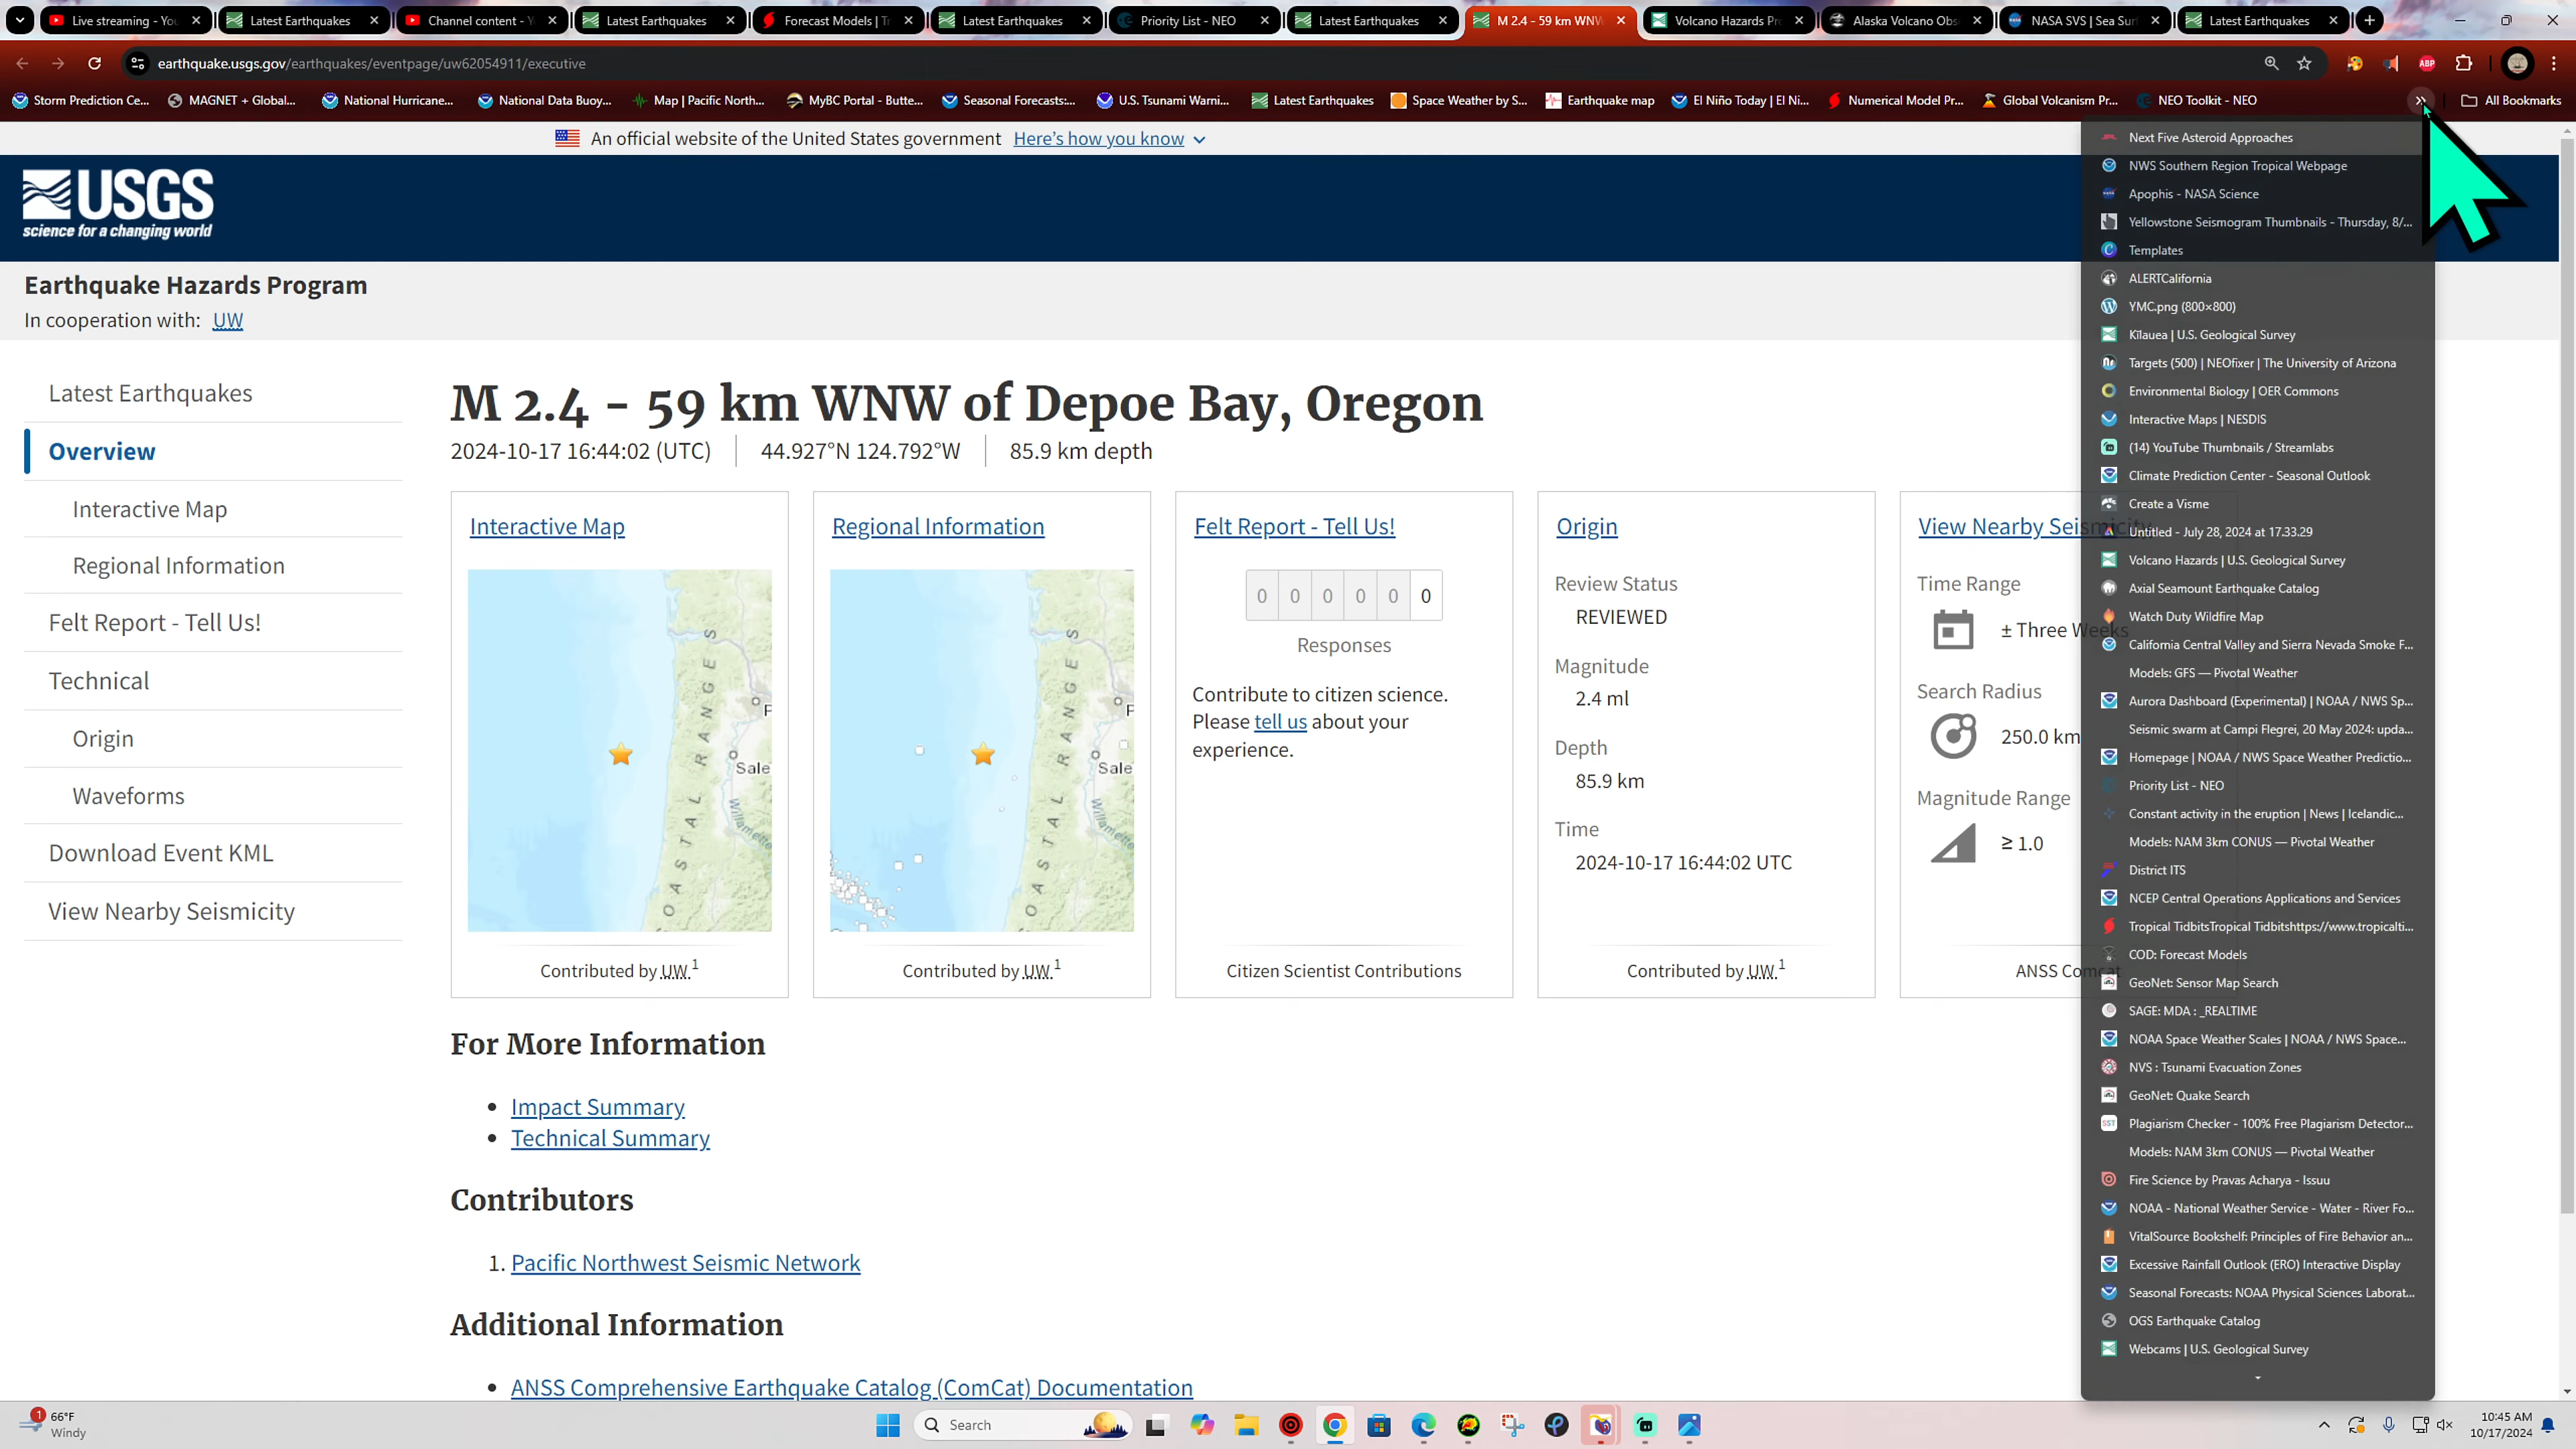 Live streaming - You
Latest Earthquakes
Channel content - Y
Latest Earthquakes
Forecast Models | Tr
Latest Earthquakes
Priority List - NEO
Latest Earthquakes
M 2.4 - 59 km WNW
Volcano Hazards Pr
Alaska Volcano Obs
NASA SVS | Sea Sur
Latest Earthquakes
earthquake.usgs.gov/earthquakes/eventpage/uw62054911/executive
ABP
Storm Prediction Ce...
MAGNET + Global...
National Hurricane...
National Data Buoy...
Map | Pacific North...
MyBC Portal - Butte...
Seasonal Forecasts:...
U.S. Tsunami Warni...
Latest Earthquakes
Space Weather by S...
Earthquake map
El Niño Today | El Ni...
Numerical Model Pr...
Global Volcanism Pr...
NEO Toolkit - NEO
»
All Bookmarks
An official website of the United States government Here's how you know
USGS
science for a changing world
Earthquake Hazards Program
In cooperation with: UW
Latest Earthquakes
Overview
Interactive Map
Regional Information
Felt Report - Tell Us!
Technical
Origin
Waveforms
Download Event KML
View Nearby Seismicity
M 2.4 - 59 km WNW of Depoe Bay, Oregon
2024-10-17 16:44:02 (UTC)
44.927°N 124.792°W
85.9 km depth
Interactive Map
COASTAL RANGES
P
Sale
Willamette
Contributed by UW 1
Regional Information
COASTAL RANGES
P
Sale
Willamette
Contributed by UW 1
Felt Report - Tell Us!
0 0 0 0 0 0
Responses
Contribute to citizen science.
Please tell us about your
experience.
Citizen Scientist Contributions
Origin
Review Status
REVIEWED
Magnitude
2.4 ml
Depth
85.9 km
Time
2024-10-17 16:44:02 UTC
Contributed by UW 1
View Nearby Seismicity
Time Range
± Three Weeks
Search Radius
250.0 km
Magnitude Range
≥ 1.0
ANSS Comcat
For More Information
• Impact Summary
• Technical Summary
Contributors
1. Pacific Northwest Seismic Network
Additional Information
• ANSS Comprehensive Earthquake Catalog (ComCat) Documentation
Next Five Asteroid Approaches
NWS Southern Region Tropical Webpage
Apophis - NASA Science
Yellowstone Seismogram Thumbnails - Thursday, 8/...
Templates
ALERTCalifornia
YMC.png (800×800)
Kīlauea | U.S. Geological Survey
Targets (500) | NEOfixer | The University of Arizona
Environmental Biology | OER Commons
Interactive Maps | NESDIS
(14) YouTube Thumbnails / Streamlabs
Climate Prediction Center - Seasonal Outlook
Create a Visme
Untitled - July 28, 2024 at 17.33.29
Volcano Hazards | U.S. Geological Survey
Axial Seamount Earthquake Catalog
Watch Duty Wildfire Map
California Central Valley and Sierra Nevada Smoke F...
Models: GFS — Pivotal Weather
Aurora Dashboard (Experimental) | NOAA / NWS Sp...
Seismic swarm at Campi Flegrei, 20 May 2024: upda...
Homepage | NOAA / NWS Space Weather Predictio...
Priority List - NEO
Constant activity in the eruption | News | Icelandic...
Models: NAM 3km CONUS — Pivotal Weather
District ITS
NCEP Central Operations Applications and Services
Tropical TidbitsTropical Tidbitshttps://www.tropicalti...
COD: Forecast Models
GeoNet: Sensor Map Search
SAGE: MDA : _REALTIME
NOAA Space Weather Scales | NOAA / NWS Space...
NVS : Tsunami Evacuation Zones
GeoNet: Quake Search
SST
Plagiarism Checker - 100% Free Plagiarism Detector...
Models: NAM 3km CONUS — Pivotal Weather
Fire Science by Pravas Acharya - Issuu
NOAA - National Weather Service - Water - River Fo...
VitalSource Bookshelf: Principles of Fire Behavior an...
Excessive Rainfall Outlook (ERO) Interactive Display
Seasonal Forecasts: NOAA Physical Sciences Laborat...
OGS Earthquake Catalog
Webcams | U.S. Geological Survey
1
66°F
Windy
Search
10:45 AM
10/17/2024